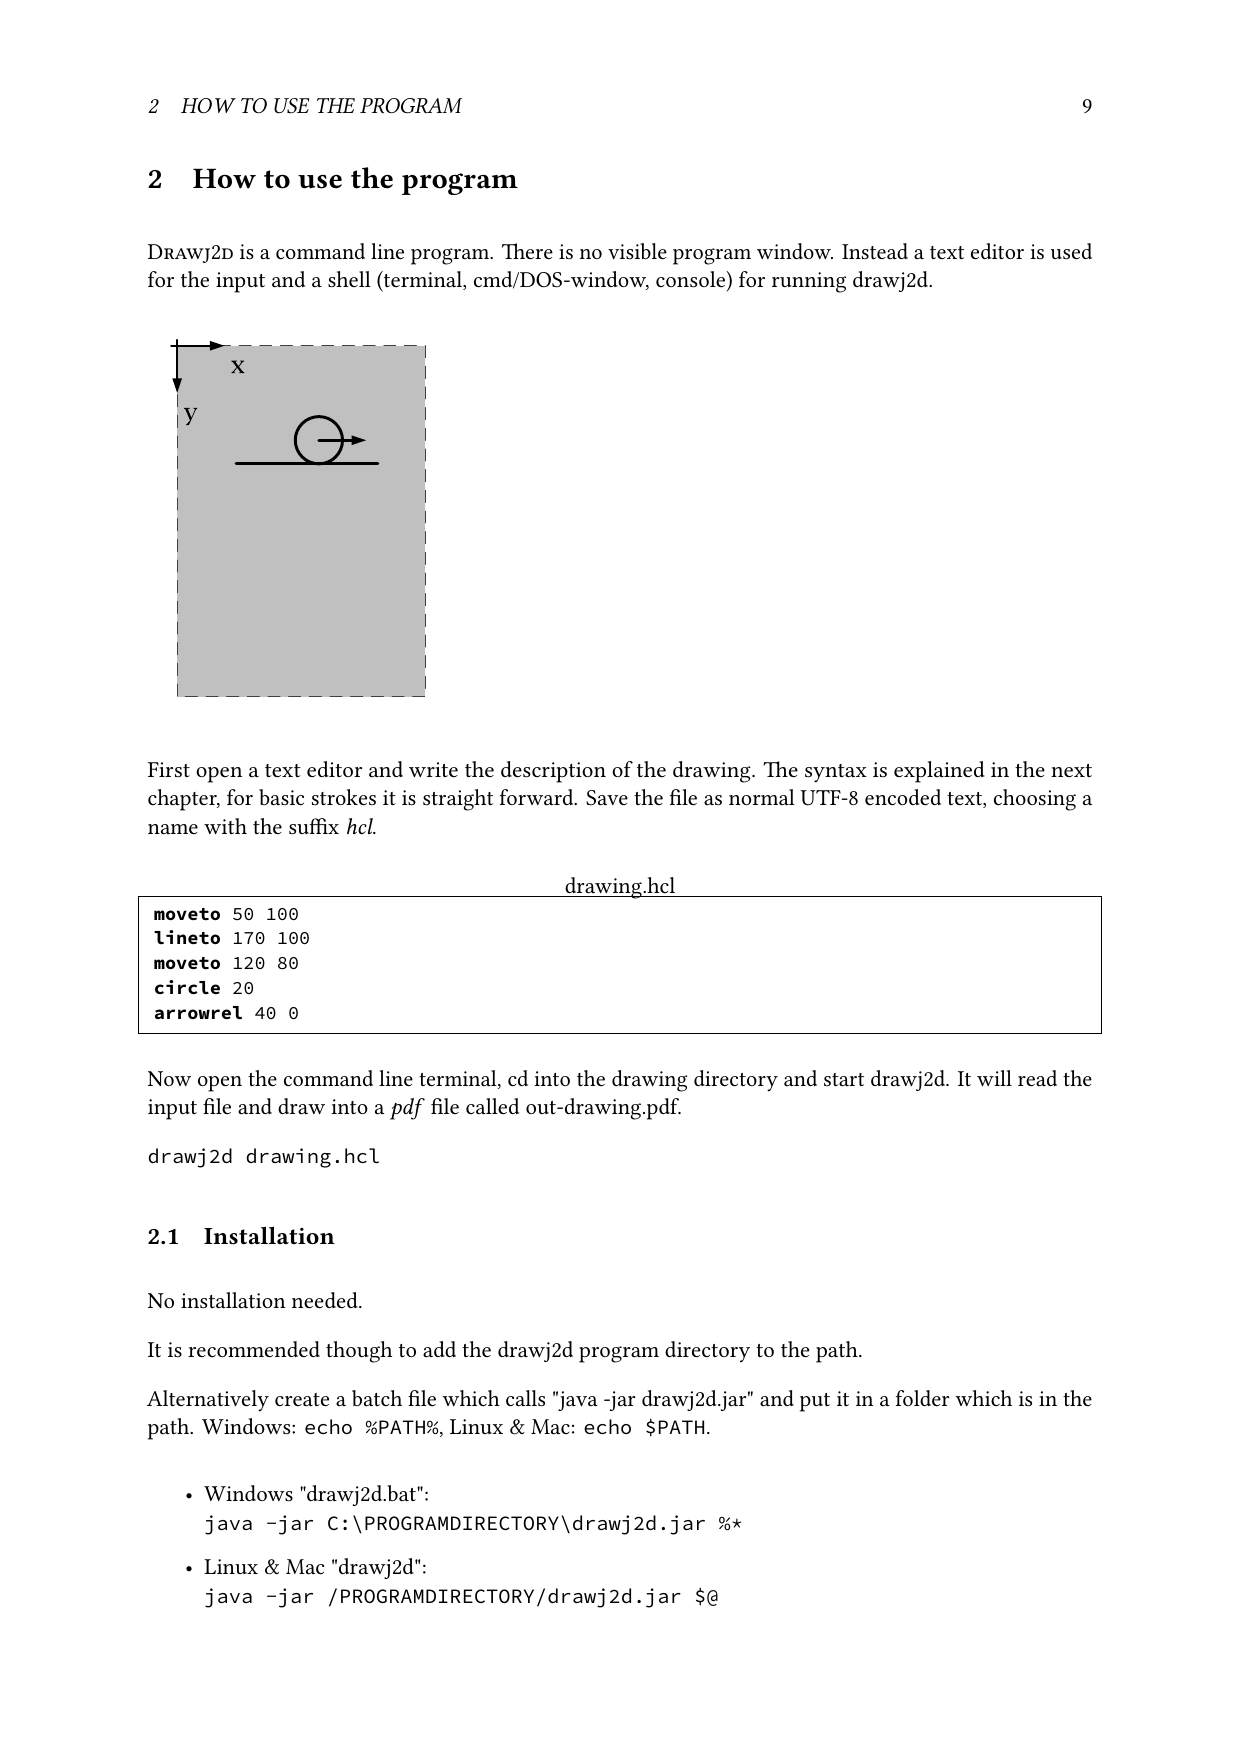 2 HOW TO USE THE PROGRAM 9
2 How to use the program
Drawj2d is a command line program. There is no visible program window. Instead a text editor is used
for the input and a shell (terminal, cmd/DOS-window, console) for running drawj2d.
x
y
First open a text editor and write the description of the drawing. The syntax is explained in the next
chapter, for basic strokes it is straight forward. Save the file as normal UTF-8 encoded text, choosing a
name with the suffix hcl.
drawing.hcl
moveto 50 100
lineto 170 100
moveto 120 80
circle 20
arrowrel 40 0
Now open the command line terminal, cd into the drawing directory and start drawj2d. It will read the
input file and draw into a pdf file called out-drawing.pdf.
drawj2d drawing.hcl
2.1 Installation
No installation needed.
It is recommended though to add the drawj2d program directory to the path.
Alternatively create a batch file which calls "java -jar drawj2d.jar" and put it in a folder which is in the
path. Windows: echo %PATH%, Linux & Mac: echo $PATH.
• Windows "drawj2d.bat":
java -jar C:\PROGRAMDIRECTORY\drawj2d.jar %*
• Linux & Mac "drawj2d":
java -jar /PROGRAMDIRECTORY/drawj2d.jar $@